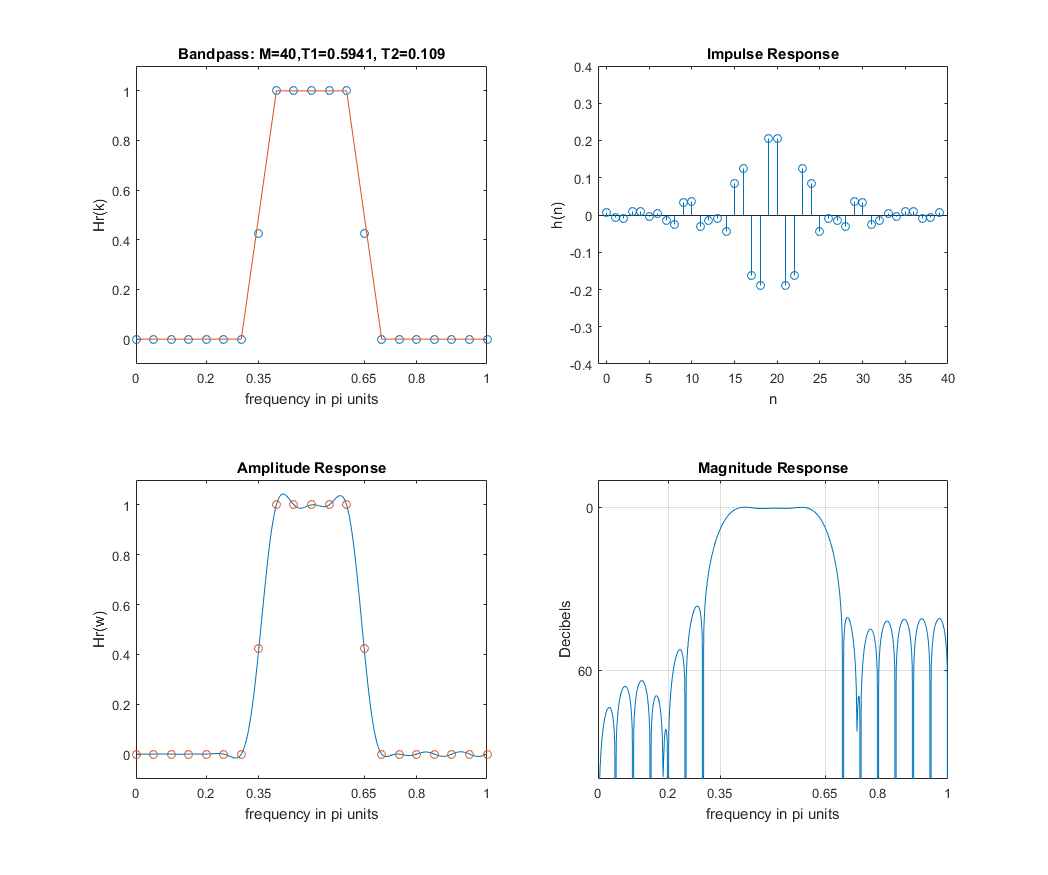 Bandpass: M=40,T1=0.5941, T2=0.109
Hr(k)
1
0.8
0.6
0.4
0.2
0
0 0.2 0.35 0.65 0.8 1
frequency in pi units
Impulse Response
h(n)
0.4
0.3
0.2
0.1
0
-0.1
-0.2
-0.3
-0.4
0 5 10 15 20 25 30 35 40
n
Amplitude Response
Hr(w)
1
0.8
0.6
0.4
0.2
0
0 0.2 0.35 0.65 0.8 1
frequency in pi units
Magnitude Response
Decibels
0
60
0 0.2 0.35 0.65 0.8 1
frequency in pi units